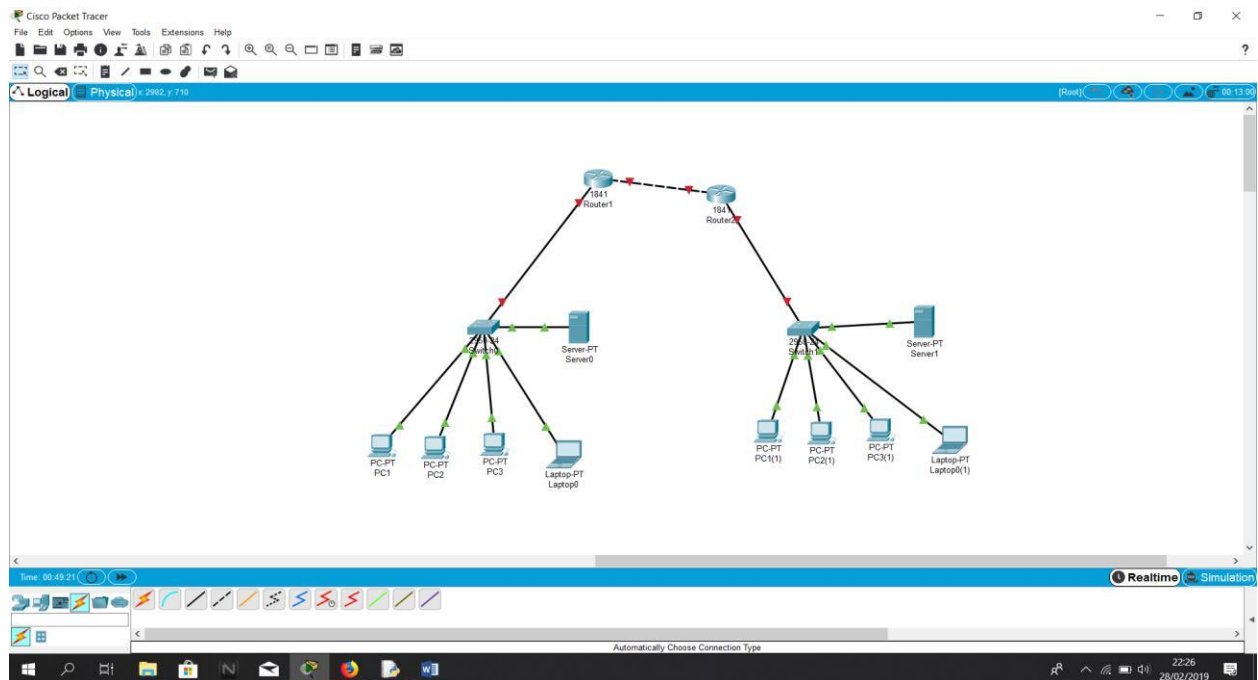 Cisco Packet Tracer
File Edit Options View Tools Extensions Help
?
Logical Physical x: 2982, y: 710 [Root] 00:13:00
1841
Router1
1841
Router2
Switch0
Server-PT
Server0
Switch1
Server-PT
Server1
PC-PT
PC1
PC-PT
PC2
PC-PT
PC3
Laptop-PT
Laptop0
PC-PT
PC1(1)
PC-PT
PC2(1)
PC-PT
PC3(1)
Laptop-PT
Laptop0(1)
Time: 00:49:21 Realtime Simulation
Automatically Choose Connection Type
22:26
28/02/2019